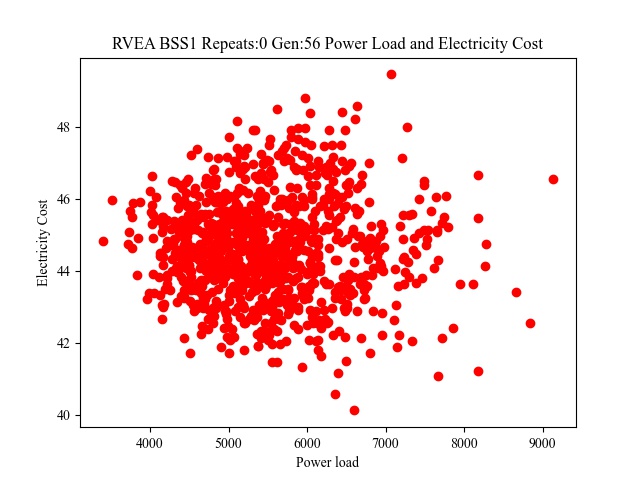 RVEA BSS1 Repeats:0 Gen:56 Power Load and Electricity Cost
Electricity Cost
48
46
44
42
40
4000 5000 6000 7000 8000 9000
Power load